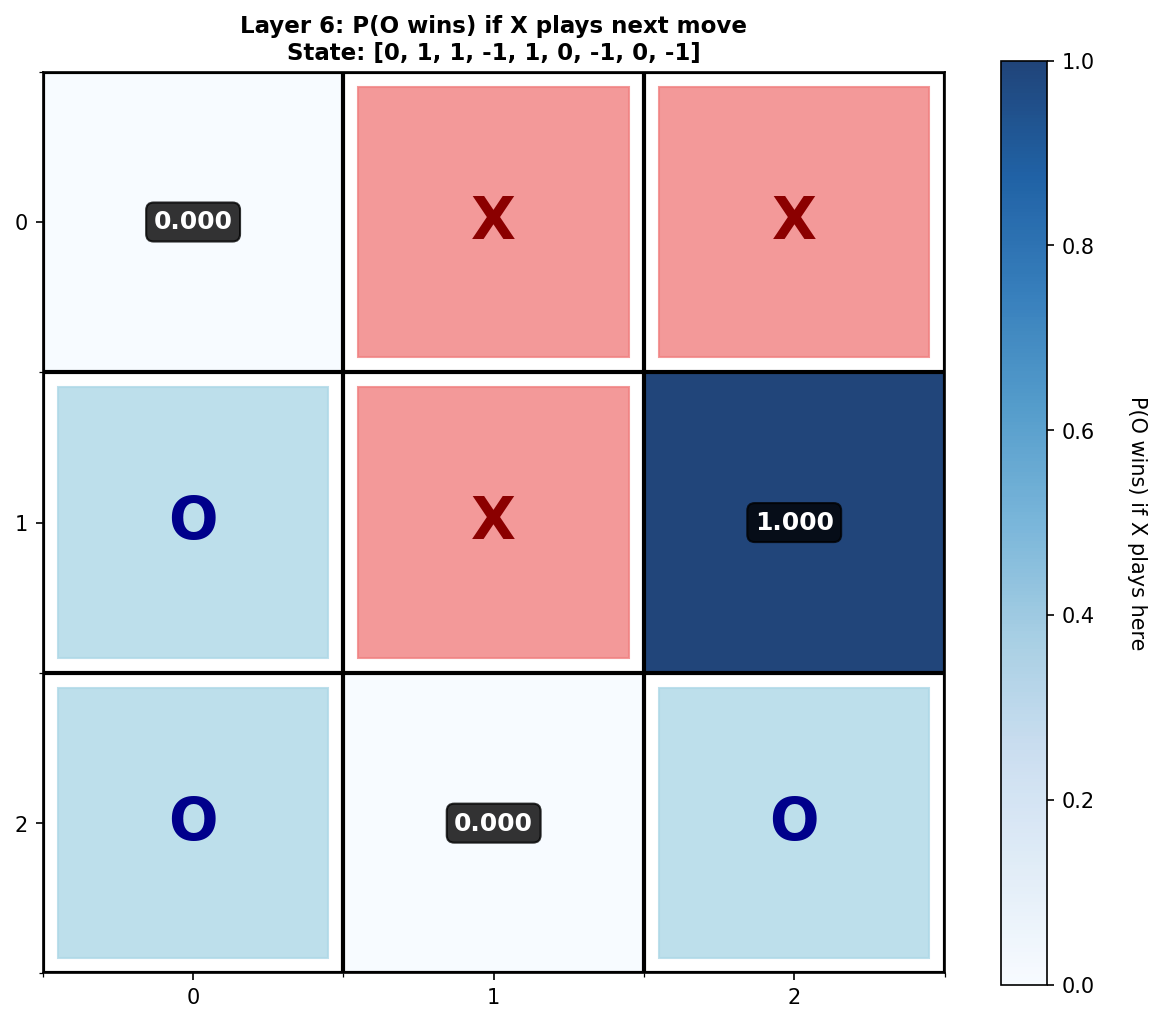 Layer 6: P(O wins) if X plays next move
State: [0, 1, 1, -1, 1, 0, -1, 0, -1]
0 0.000 X X
1 O X 1.000
2 O 0.000 O
0 1 2
1.0
0.8
0.6
0.4
0.2
0.0
P(O wins) if X plays here